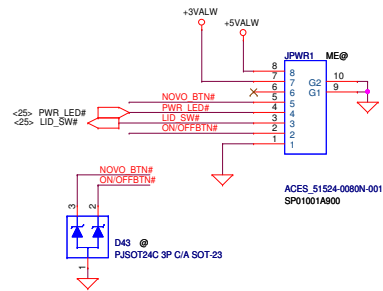 +3VALW
+5VALW
JPWR1 ME@
8 8
7 7
6 6
NOVO_BTN# 5 5
<25> PWR_LED# PWR_LED# 4 4
<25> LID_SW# LID_SW# 3 3
ON/OFFBTN# 2 2
1 1
G2 10
G1 9
ACES_51524-0080N-001
SP01001A900
NOVO_BTN#
ON/OFFBTN#
3 2
1
D43 @
PJSOT24C 3P C/A SOT-23